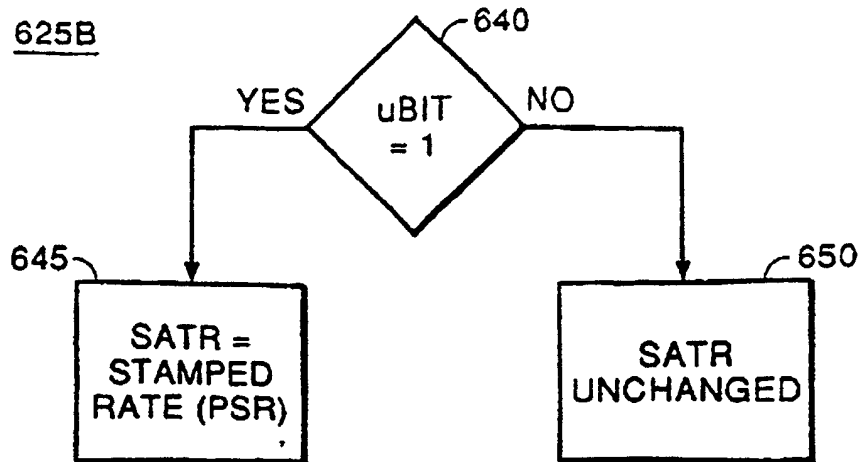 625B
640
YES
uBIT
= 1
NO
645
650
SATR =
STAMPED
RATE (PSR)
SATR
UNCHANGED